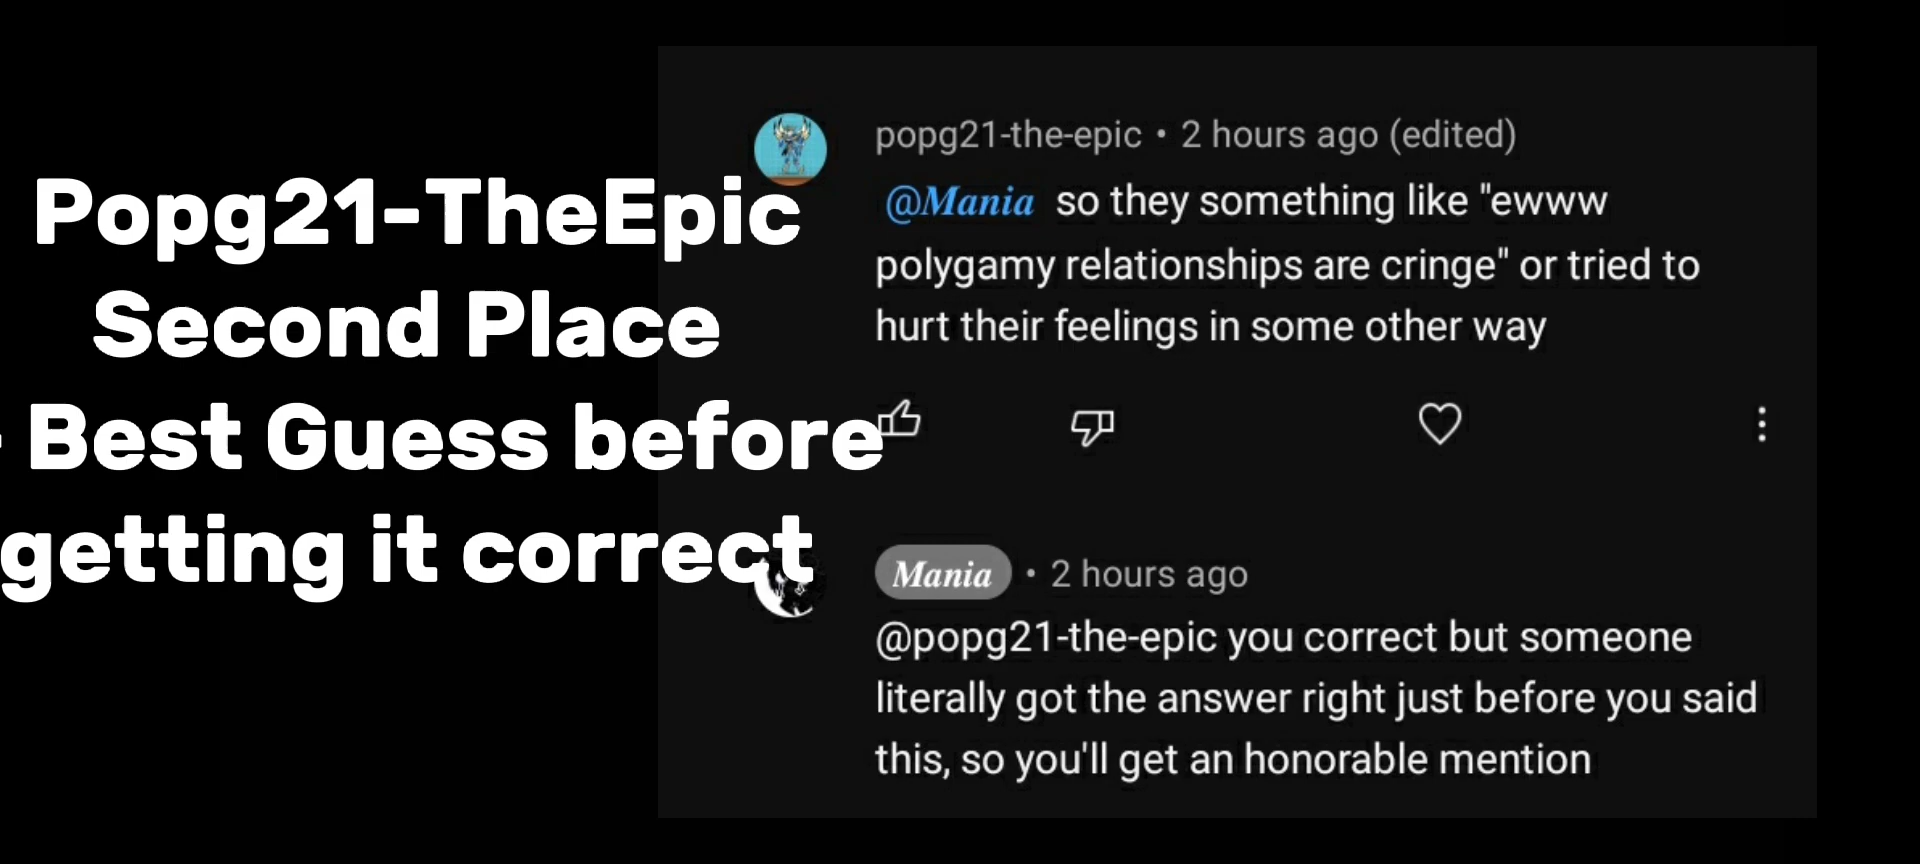 Popg21-TheEpic
Second Place
- Best Guess before
getting it correct
popg21-the-epic • 2 hours ago (edited)
@Mania so they something like "ewww
polygamy relationships are cringe" or tried to
hurt their feelings in some other way
Mania • 2 hours ago
@popg21-the-epic you correct but someone
literally got the answer right just before you said
this, so you'll get an honorable mention